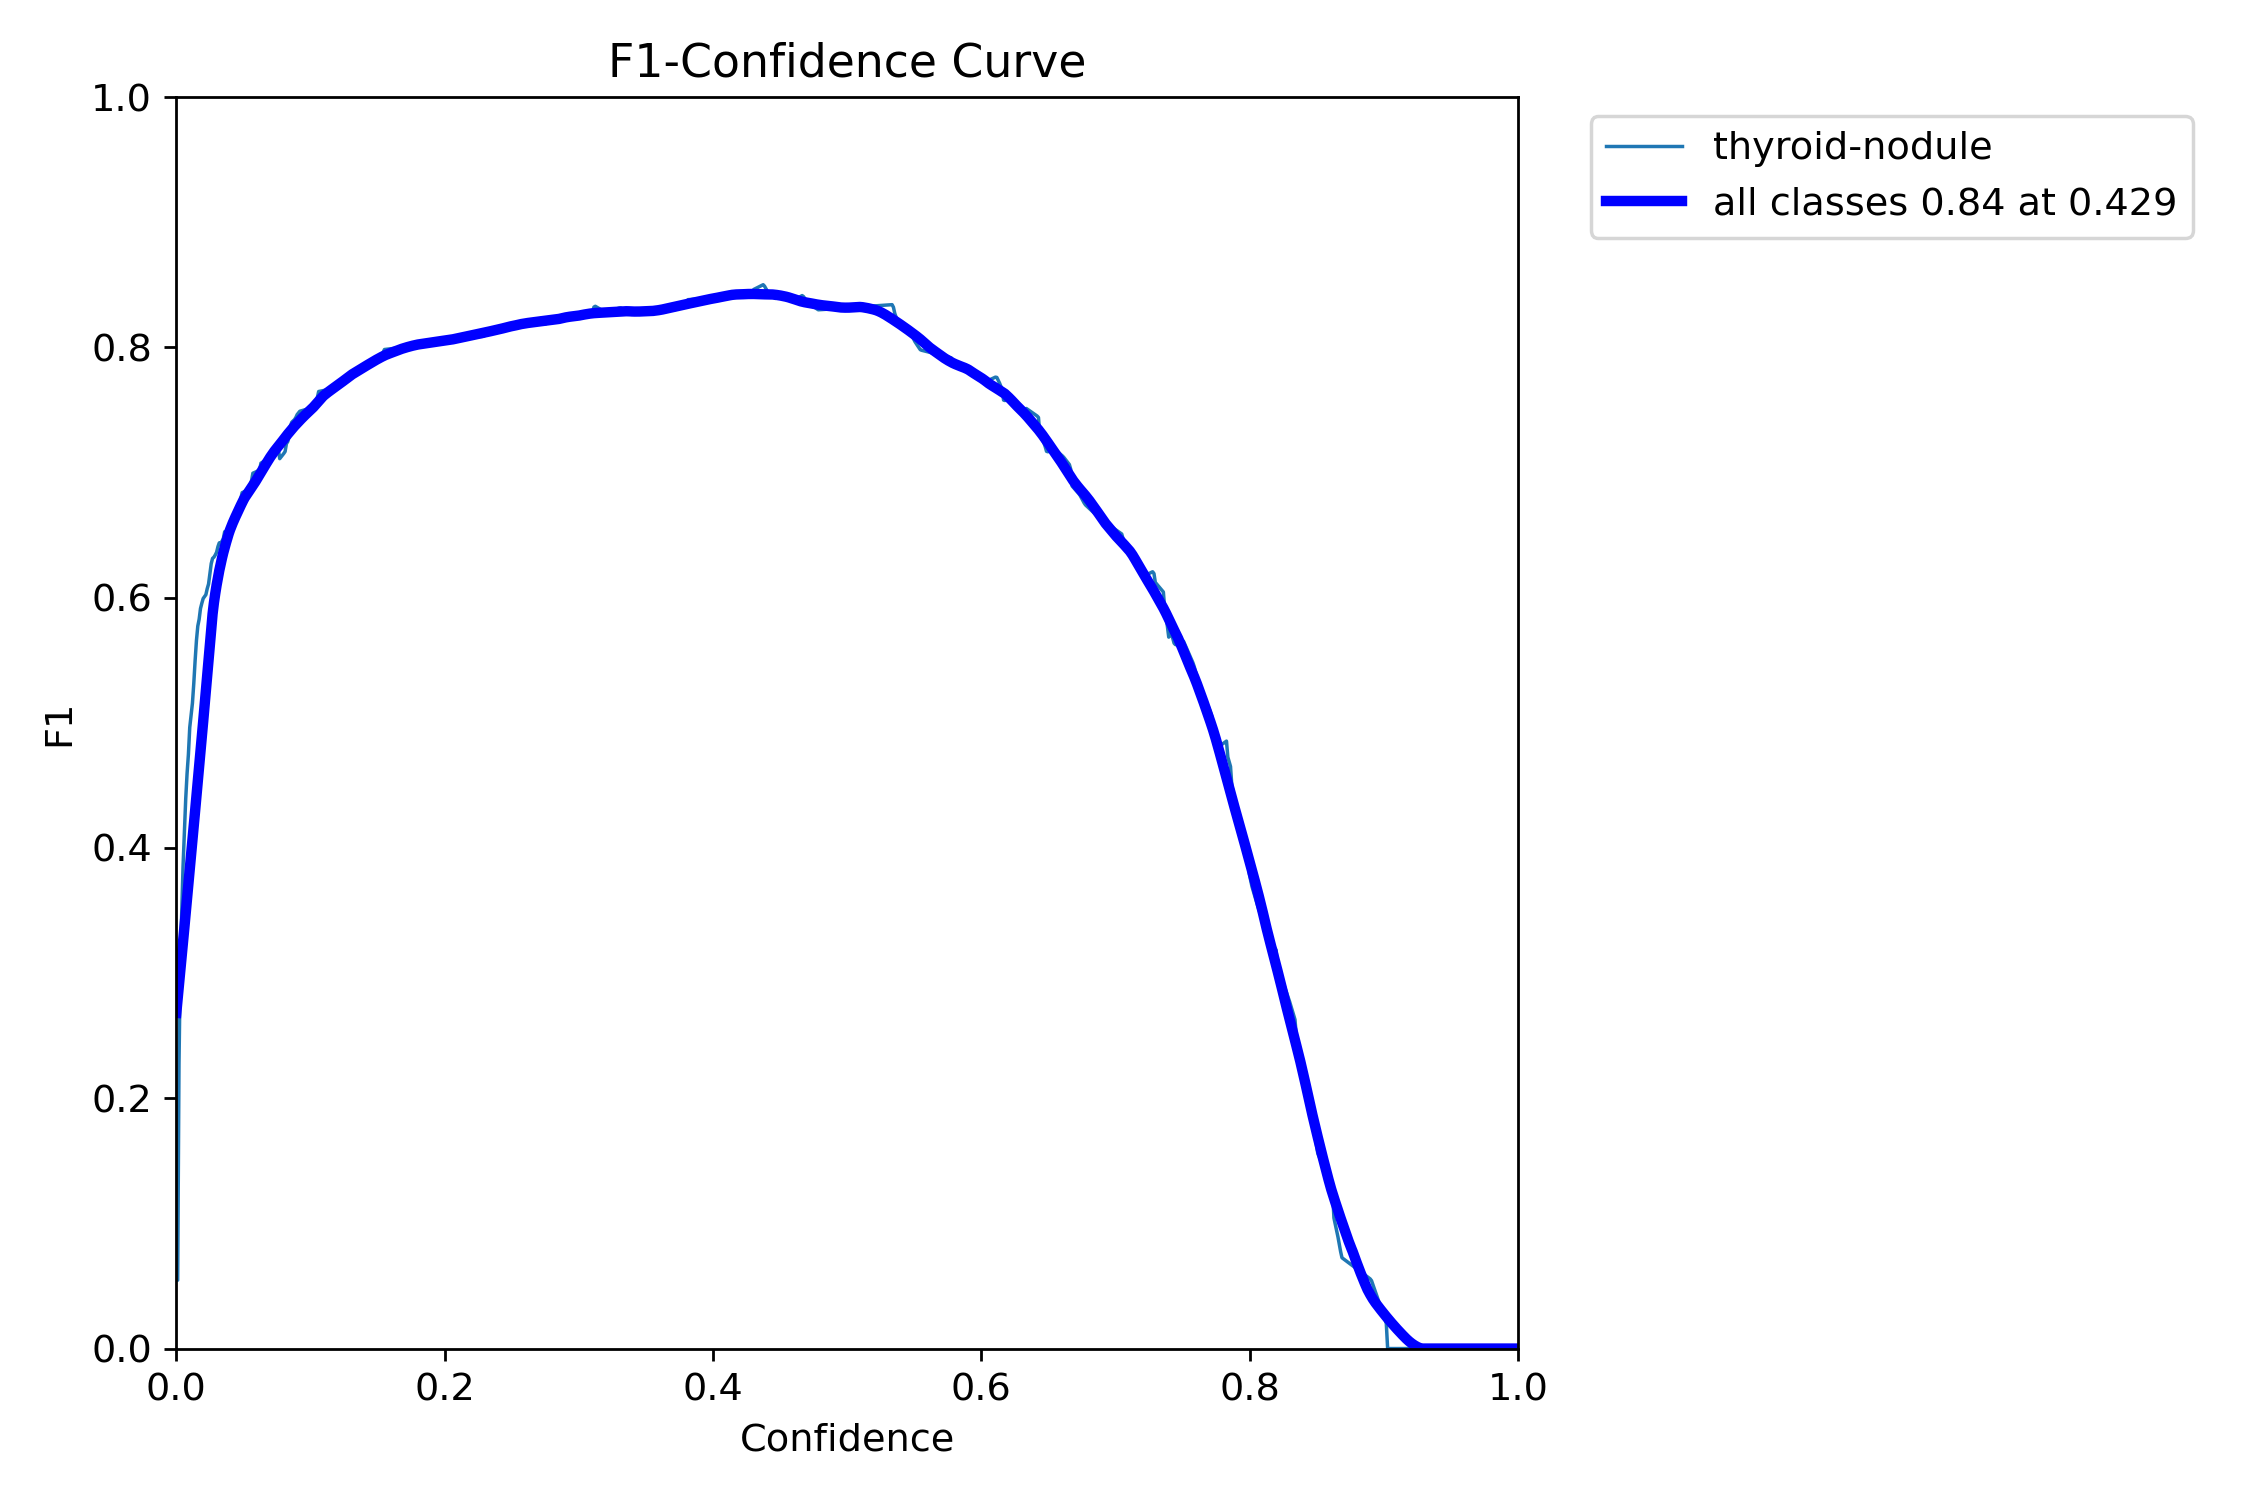 F1-Confidence Curve
thyroid-nodule
all classes 0.84 at 0.429
F1
1.0
0.8
0.6
0.4
0.2
0.0
0.0 0.2 0.4 0.6 0.8 1.0
Confidence